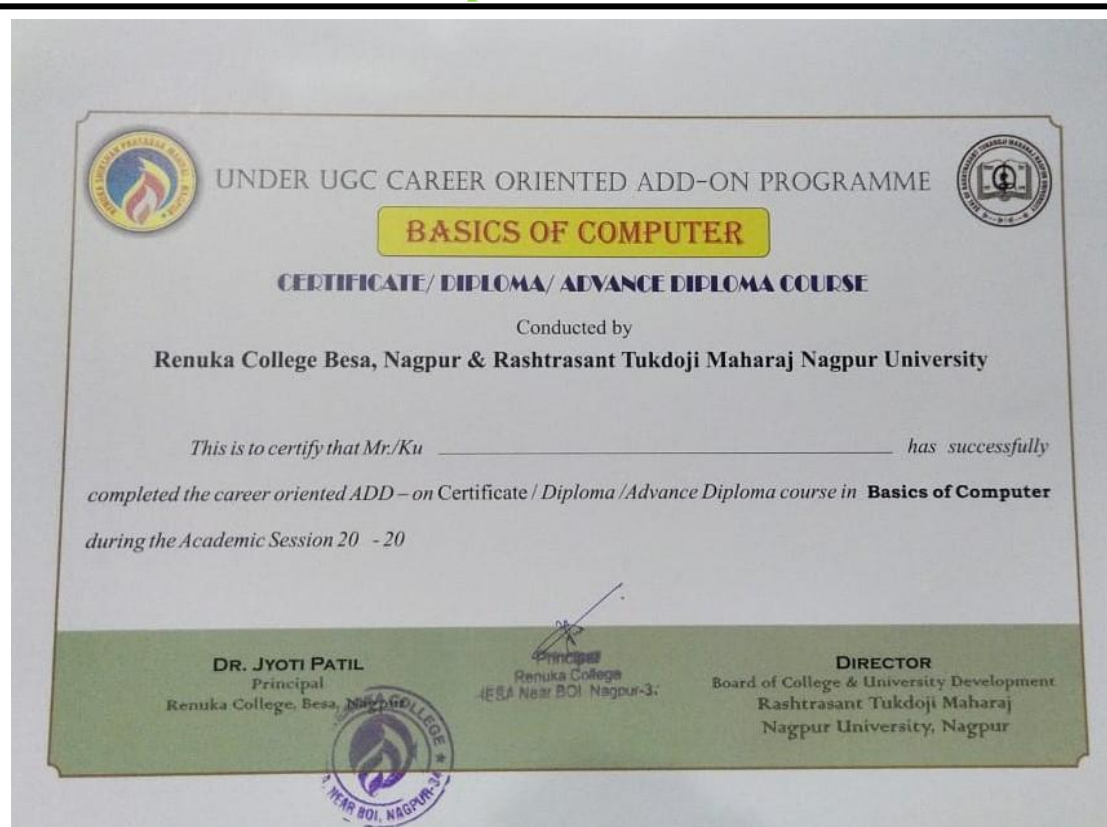 UNDER UGC CAREER ORIENTED ADD-ON PROGRAMME
BASICS OF COMPUTER
CERTIFICATE/ DIPLOMA/ ADVANCE DIPLOMA COURSE
Conducted by
Renuka College Besa, Nagpur & Rashtrasant Tukdoji Maharaj Nagpur University
This is to certify that Mr./Ku has successfully
completed the career oriented ADD – on Certificate / Diploma /Advance Diploma course in Basics of Computer
during the Academic Session 20 - 20
DR. JYOTI PATIL
Principal
Renuka College, Besa, Nagpur
Principal
Renuka College
Near BOI Nagpur-3
DIRECTOR
Board of College & University Development
Rashtrasant Tukdoji Maharaj
Nagpur University, Nagpur
COLLEGE
NEAR BOI, NAGPUR-34